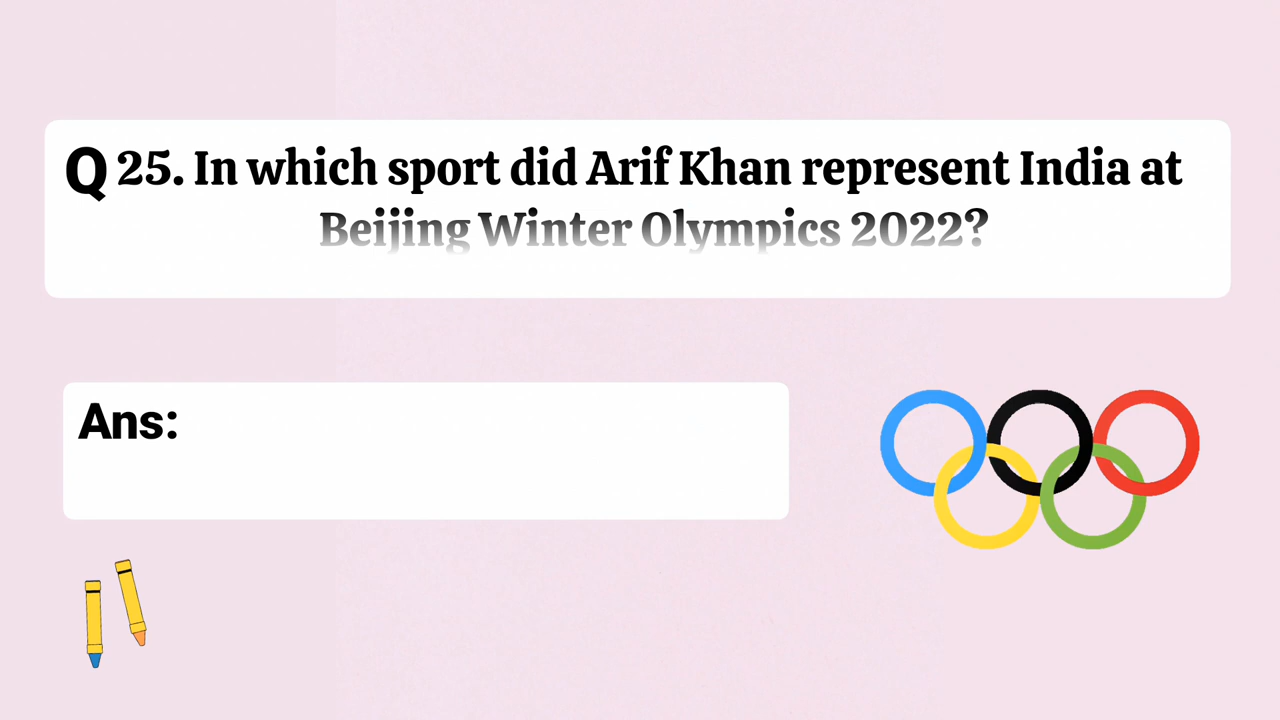 Q 25. In which sport did Arif Khan represent India at
Beijing Winter Olympics 2022?
Ans: